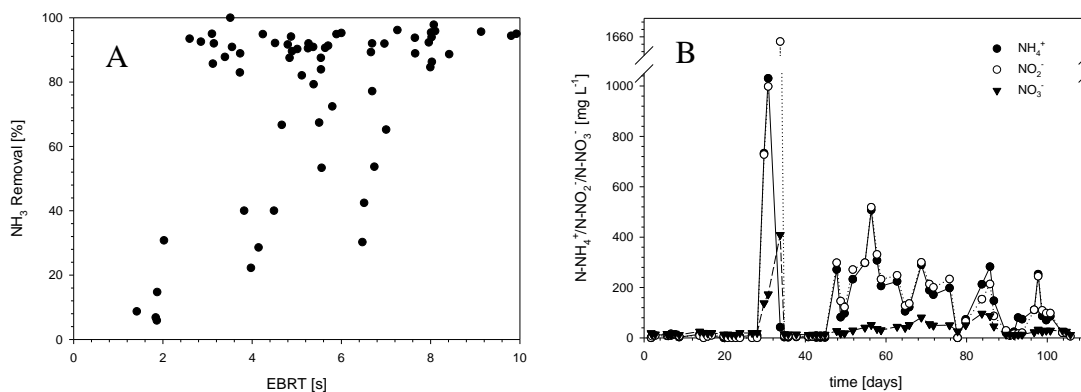 A
NH₃ Removal [%]
100
80
60
40
20
0
0 2 4 6 8 10
EBRT [s]
B
N-NH₄⁺/N-NO₂⁻/N-NO₃⁻ [mg L⁻¹]
1660
1000
800
600
400
200
0
0 20 40 60 80 100
time [days]
NH₄⁺
NO₂⁻
NO₃⁻